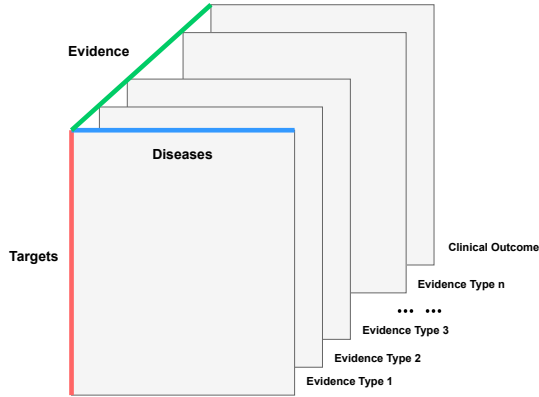 Evidence
Diseases
Targets
Clinical Outcome
Evidence Type n
... ...
Evidence Type 3
Evidence Type 2
Evidence Type 1